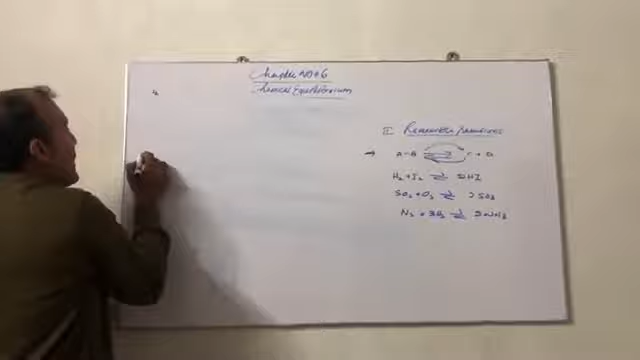 Chapter No#6
Chemical Equilibrium
II Reversible Reactions
→ A+B ⇌ C+D
H₂ + I₂ ⇌ 2HI
SO₂ + O₂ ⇌ 2SO₃
N₂ + 3H₂ ⇌ 2NH₃